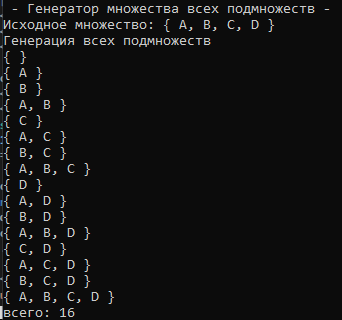 - Генератор множества всех подмножеств -
Исходное множество: { A, B, C, D }
Генерация всех подмножеств
{ }
{ A }
{ B }
{ A, B }
{ C }
{ A, C }
{ B, C }
{ A, B, C }
{ D }
{ A, D }
{ B, D }
{ A, B, D }
{ C, D }
{ A, C, D }
{ B, C, D }
{ A, B, C, D }
всего: 16